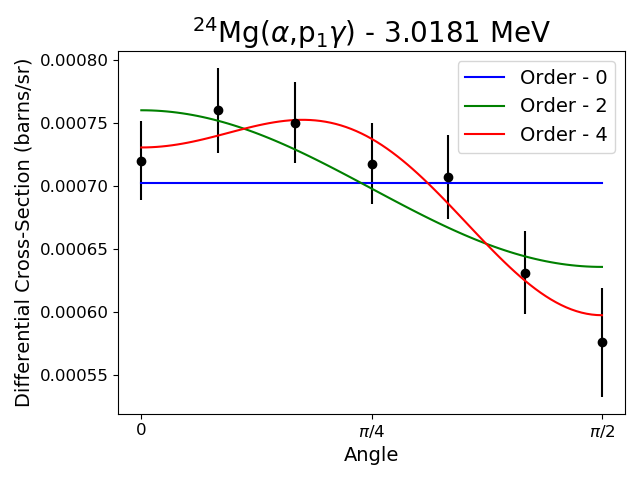 ²⁴Mg(α,p₁γ) - 3.0181 MeV
Differential Cross-Section (barns/sr)
0.00080
0.00075
0.00070
0.00065
0.00060
0.00055
Order - 0
Order - 2
Order - 4
0
π/4
π/2
Angle